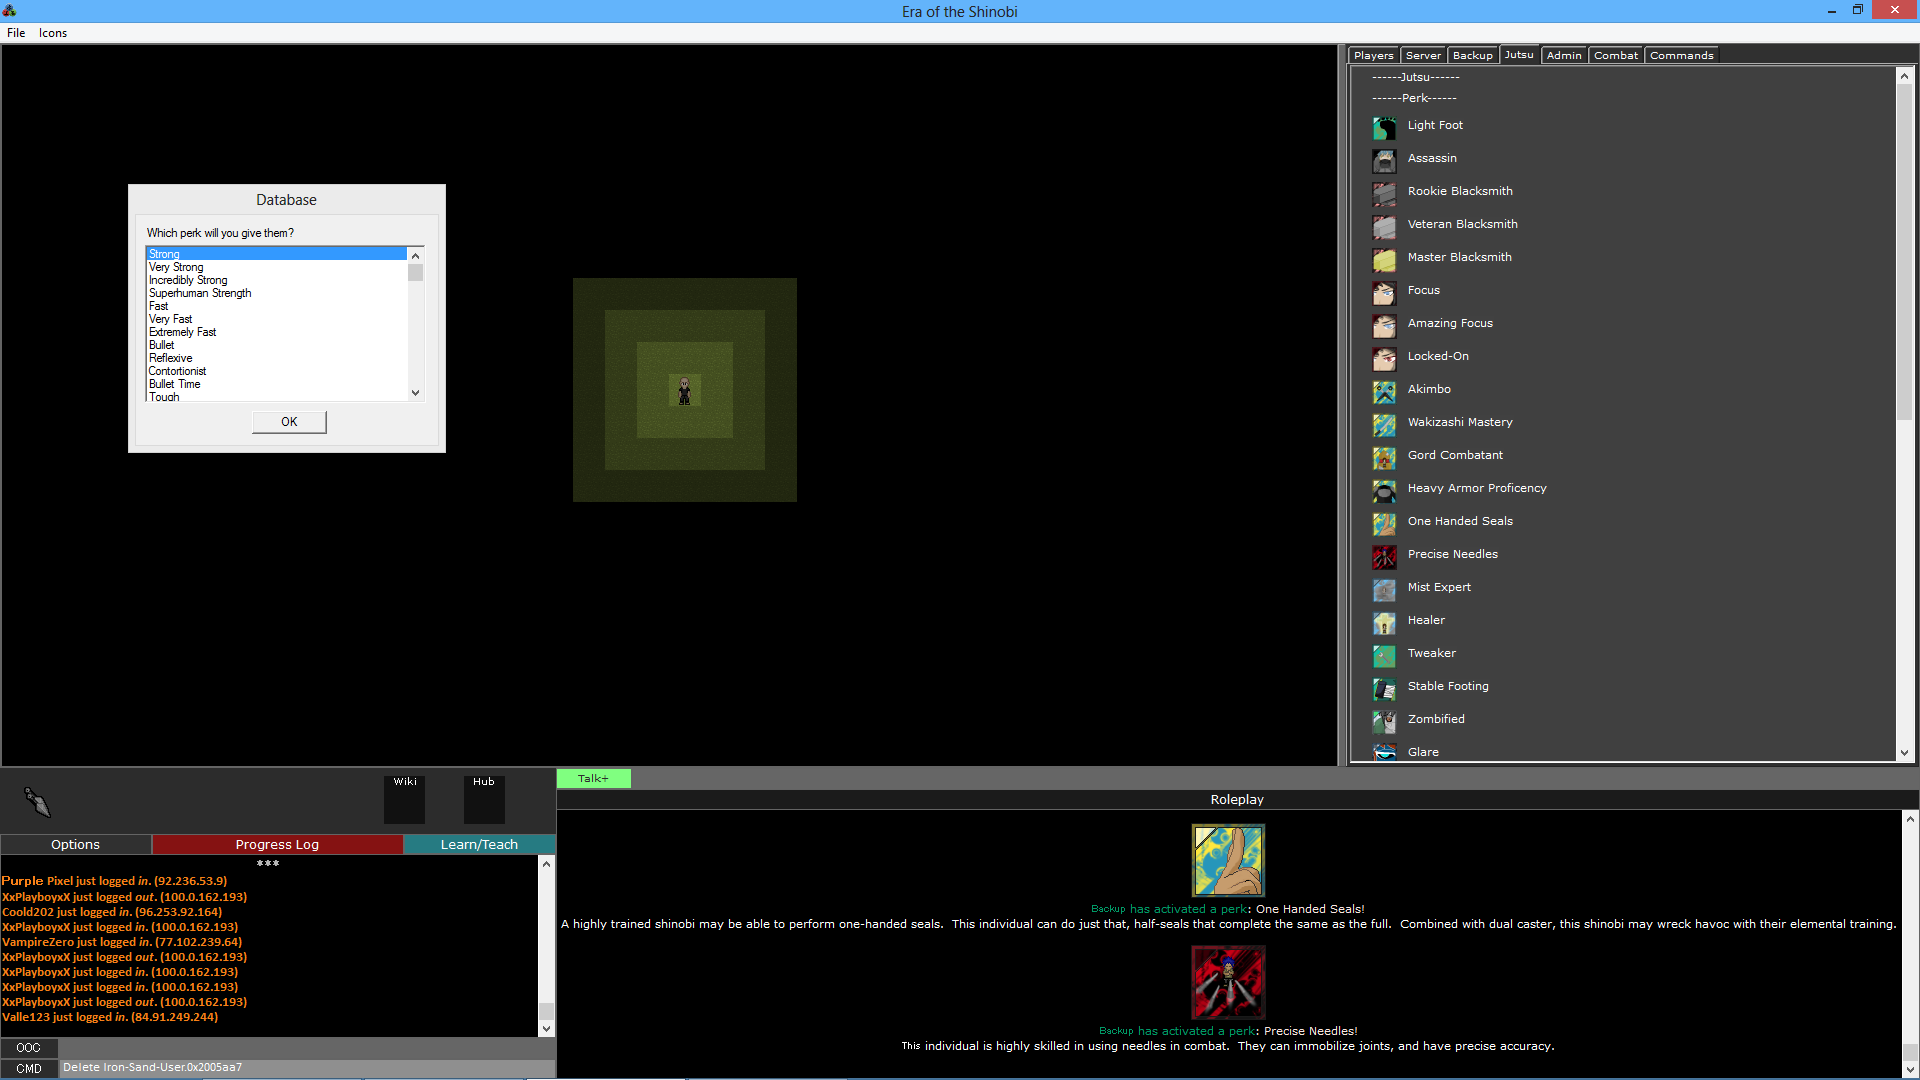 Era of the Shinobi
File Icons
Players Server Backup Jutsu Admin Combat Commands
------Jutsu------
------Perk------
Light Foot
Assassin
Rookie Blacksmith
Veteran Blacksmith
Master Blacksmith
Focus
Amazing Focus
Locked-On
Akimbo
Wakizashi Mastery
Gord Combatant
Heavy Armor Proficency
One Handed Seals
Precise Needles
Mist Expert
Healer
Tweaker
Stable Footing
Zombified
Glare
Database
Which perk will you give them?
Strong
Very Strong
Incredibly Strong
Superhuman Strength
Fast
Very Fast
Extremely Fast
Bullet
Reflexive
Contortionist
Bullet Time
Tough
OK
Wiki Hub
Options Progress Log Learn/Teach
***
Purple Pixel just logged in. (92.236.53.9)
XxPlayboyxX just logged out. (100.0.162.193)
Coold202 just logged in. (96.253.92.164)
XxPlayboyxX just logged in. (100.0.162.193)
VampireZero just logged in. (77.102.239.64)
XxPlayboyxX just logged out. (100.0.162.193)
XxPlayboyxX just logged in. (100.0.162.193)
XxPlayboyxX just logged in. (100.0.162.193)
XxPlayboyxX just logged out. (100.0.162.193)
Valle123 just logged in. (84.91.249.244)
OOC
CMD Delete Iron-Sand-User.0x2005aa7
Talk+
Roleplay
Backup has activated a perk: One Handed Seals!
A highly trained shinobi may be able to perform one-handed seals. This individual can do just that, half-seals that complete the same as the full. Combined with dual caster, this shinobi may wreck havoc with their elemental training.
Backup has activated a perk: Precise Needles!
This individual is highly skilled in using needles in combat. They can immobilize joints, and have precise accuracy.